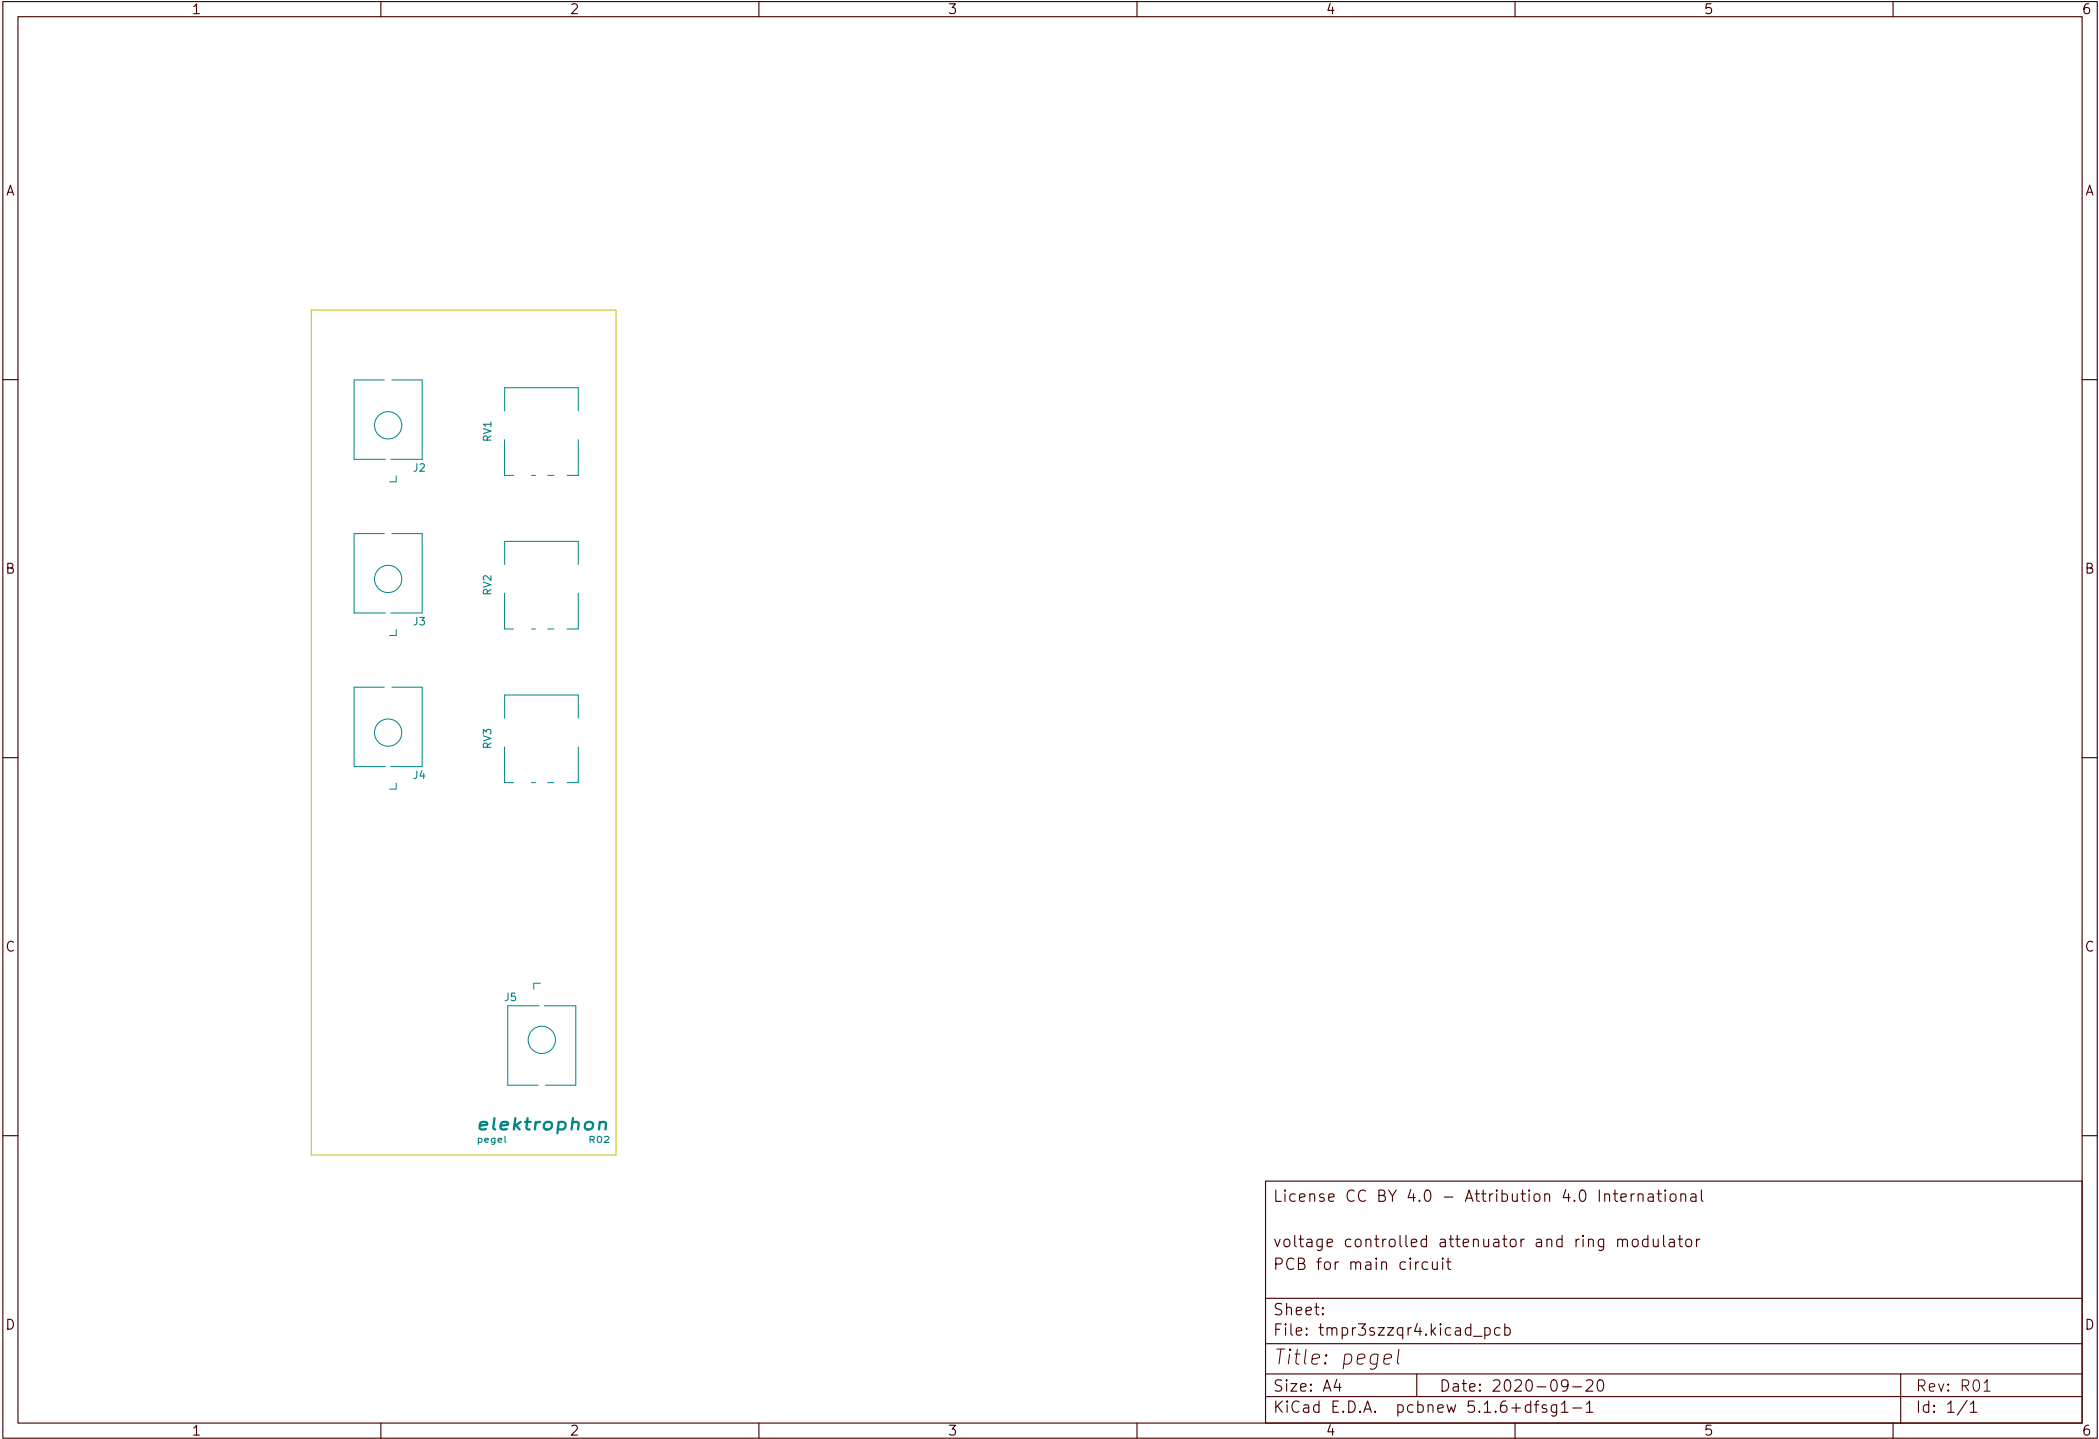 1 2 3 4 5 6
A A
J2 RV1
B B
J3 RV2
J4 RV3
C C
J5
elektrophon
pegel R02
License CC BY 4.0 - Attribution 4.0 International
voltage controlled attenuator and ring modulator
PCB for main circuit
Sheet:
File: tmpr3szzqr4.kicad_pcb
D D
Title: pegel
Size: A4 Date: 2020-09-20 Rev: R01
KiCad E.D.A. pcbnew 5.1.6+dfsg1-1 Id: 1/1
1 2 3 4 5 6